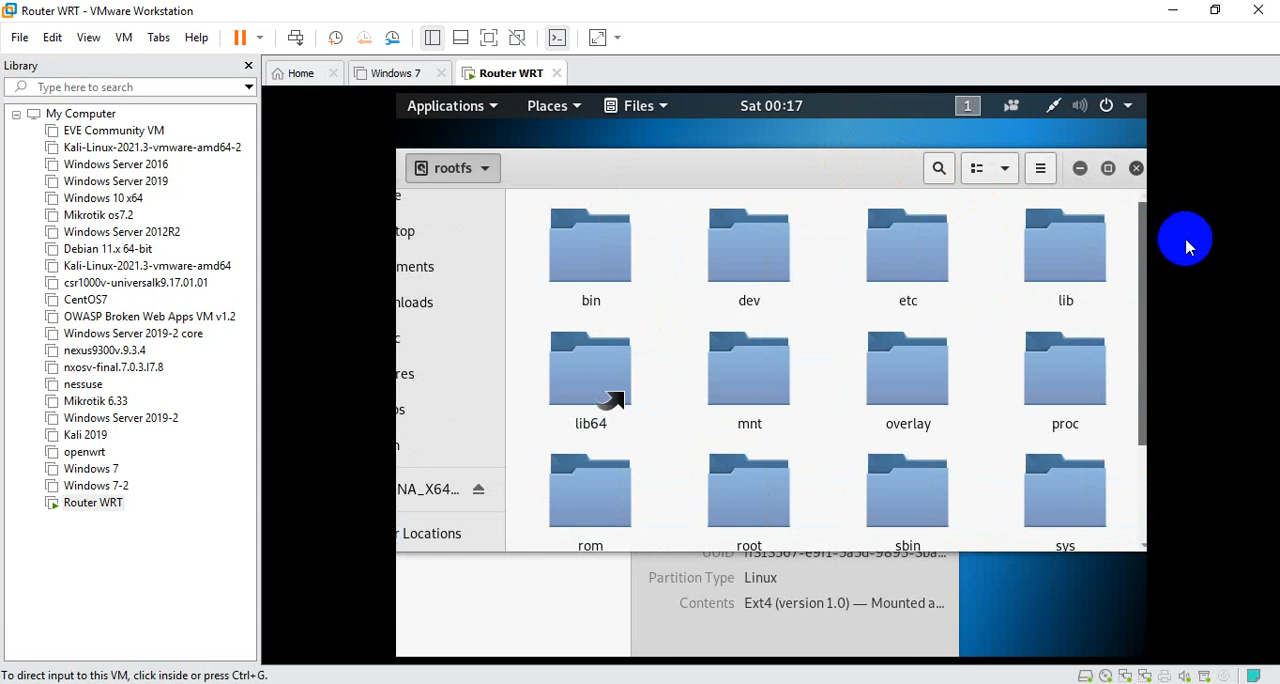 Router WRT - VMware Workstation
File Edit View VM Tabs Help
Library
Type here to search
My Computer
EVE Community VM
Kali-Linux-2021.3-vmware-amd64-2
Windows Server 2016
Windows Server 2019
Windows 10 x64
Mikrotik os7.2
Windows Server 2012R2
Debian 11.x 64-bit
Kali-Linux-2021.3-vmware-amd64
csr1000v-universalk9.17.01.01
CentOS7
OWASP Broken Web Apps VM v1.2
Windows Server 2019-2 core
nexus9300v.9.3.4
nxosv-final.7.0.3.I7.8
nessuse
Mikrotik 6.33
Windows Server 2019-2
Kali 2019
openwrt
Windows 7
Windows 7-2
Router WRT
Home Windows 7 Router WRT
Applications Places Files Sat 00:17 1
rootfs
e
top
ments
nloads
c
res
os
n
NA_X64...
r Locations
bin dev etc lib
lib64 mnt overlay proc
rom root sbin sys
Partition Type Linux
Contents Ext4 (version 1.0) — Mounted a...
To direct input to this VM, click inside or press Ctrl+G.